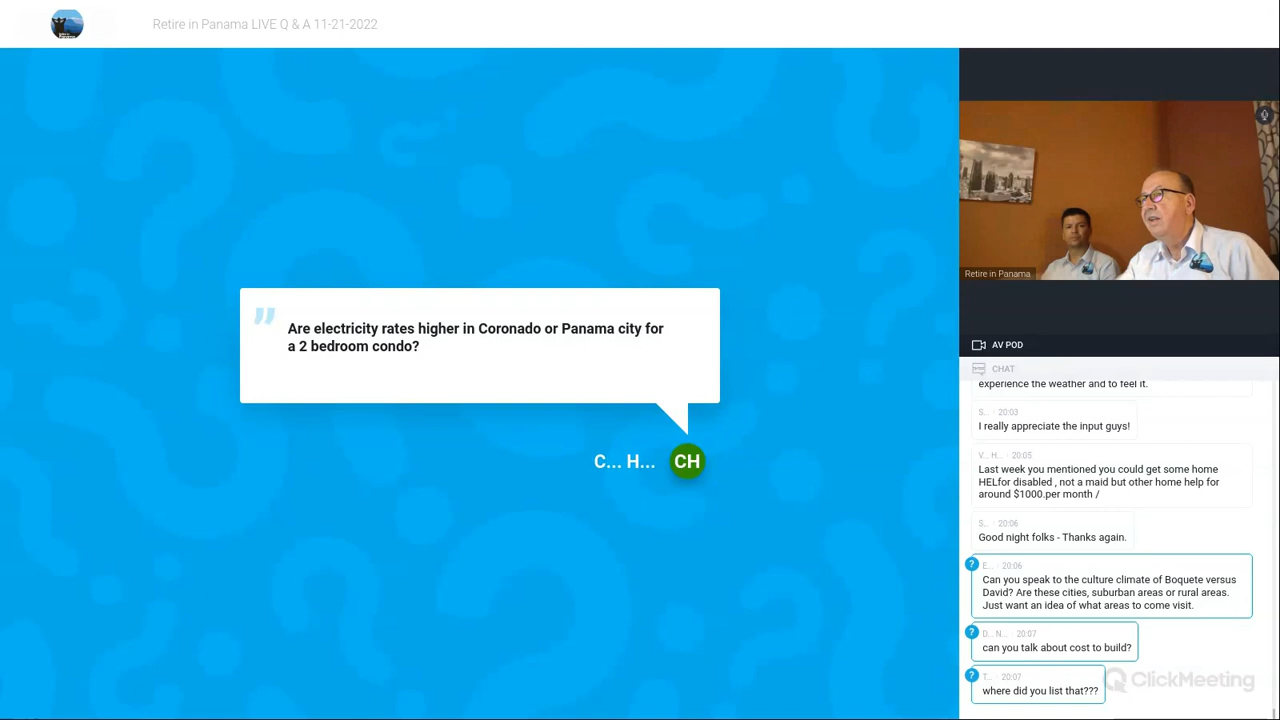 Retire in Panama LIVE Q & A 11-21-2022
Are electricity rates higher in Coronado or Panama city for
a 2 bedroom condo?
C... H...
CH
Retire in Panama
AV POD
CHAT
experience the weather and to feel it.
S... · 20:03
I really appreciate the input guys!
V... H... · 20:05
Last week you mentioned you could get some home
HELfor disabled , not a maid but other home help for
around $1000.per month /
S... · 20:06
Good night folks - Thanks again.
? E... · 20:06
Can you speak to the culture climate of Boquete versus
David? Are these cities, suburban areas or rural areas.
Just want an idea of what areas to come visit.
? D... N... · 20:07
can you talk about cost to build?
? T... · 20:07
where did you list that???
ClickMeeting